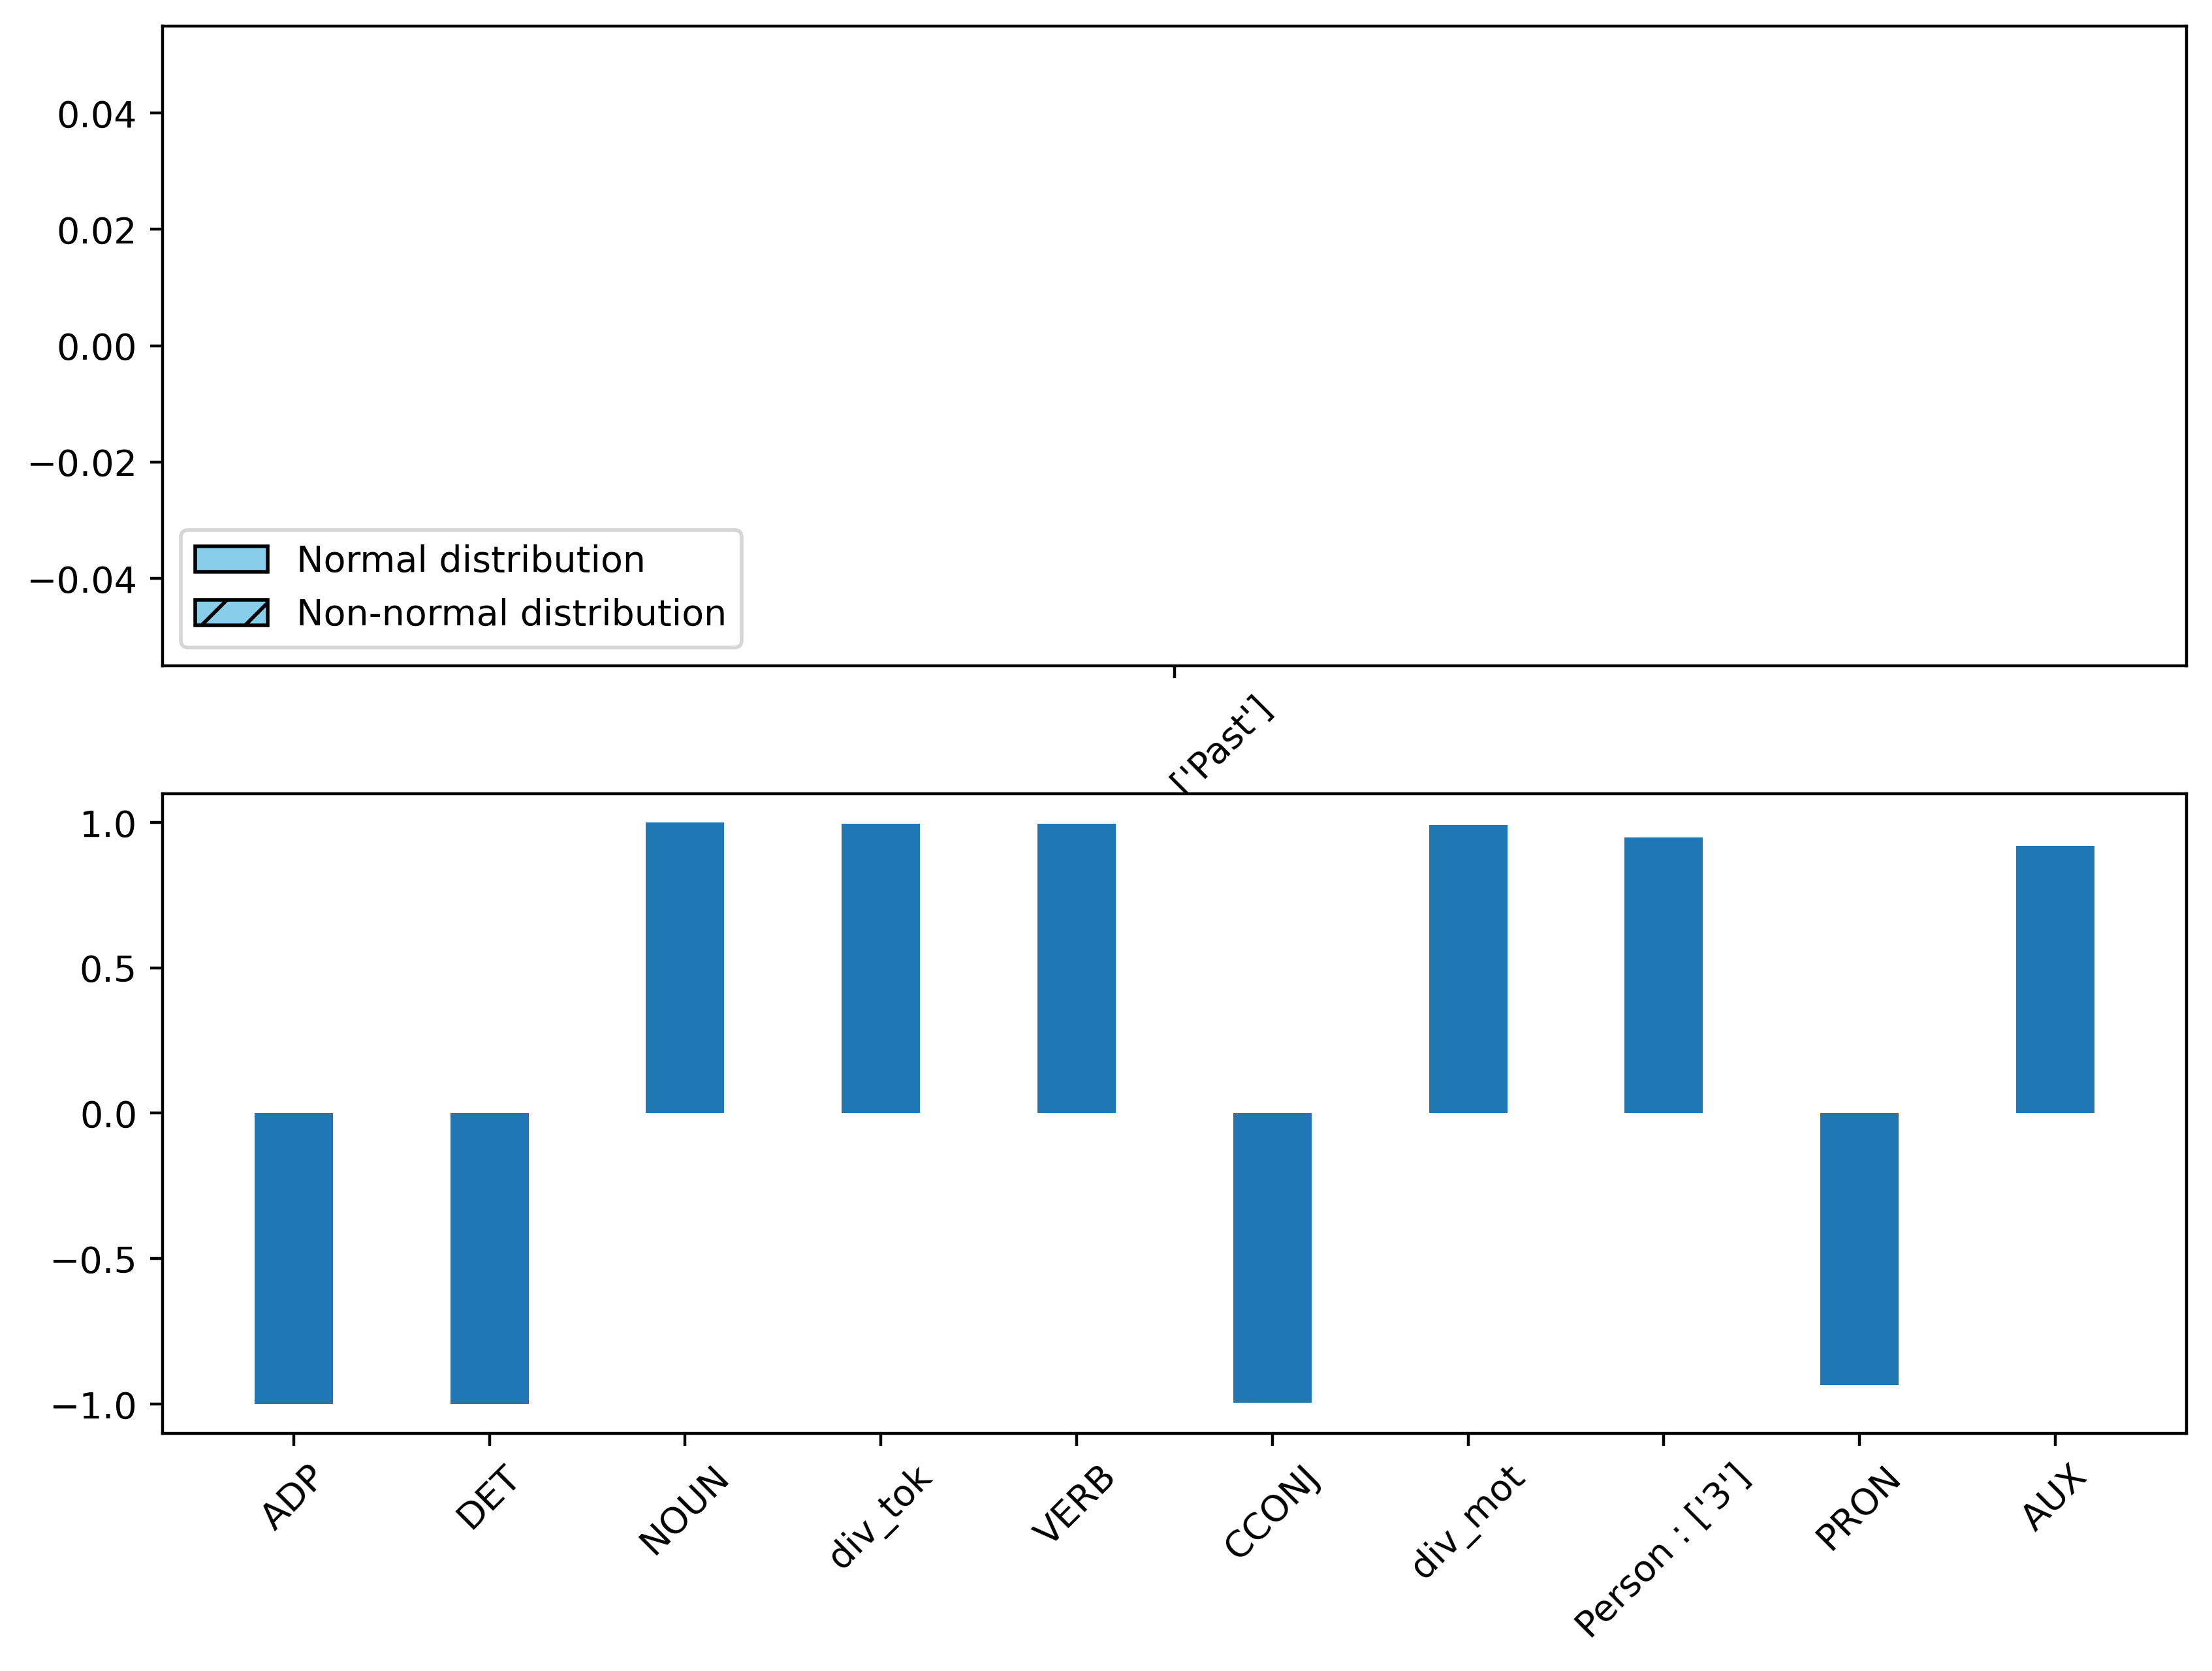 0.04
0.02
0.00
−0.02
−0.04
Normal distribution
Non-normal distribution
['Past']
1.0
0.5
0.0
−0.5
−1.0
ADP
DET
NOUN
div_tok
VERB
CCONJ
div_mot
Person : ['3']
PRON
AUX